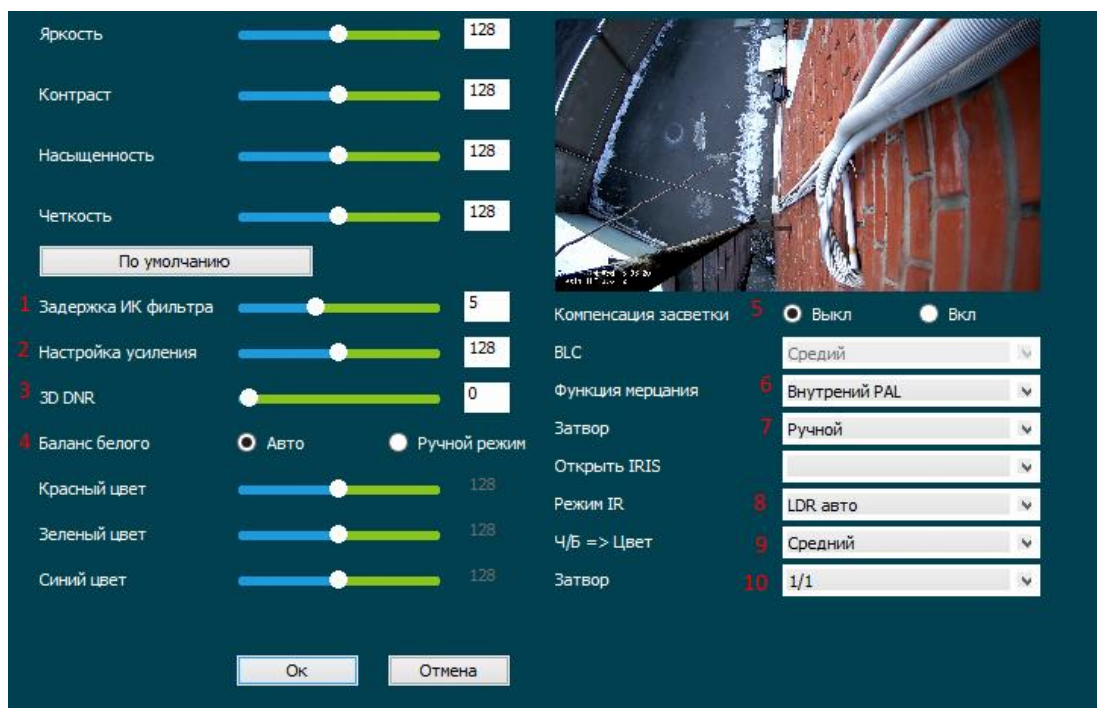 Яркость 128
Контраст 128
Насыщенность 128
Четкость 128
По умолчанию
1 Задержка ИК фильтра 5
2 Настройка усиления 128
3 3D DNR 0
4 Баланс белого Авто Ручной режим
Красный цвет 128
Зеленый цвет 128
Синий цвет 128
Ок Отмена
Компенсация засветки 5 Выкл Вкл
BLC Средий
Функция мерцания 6 Внутрений PAL
Затвор 7 Ручной
Открыть IRIS
Режим IR 8 LDR авто
Ч/Б => Цвет 9 Средний
Затвор 10 1/1